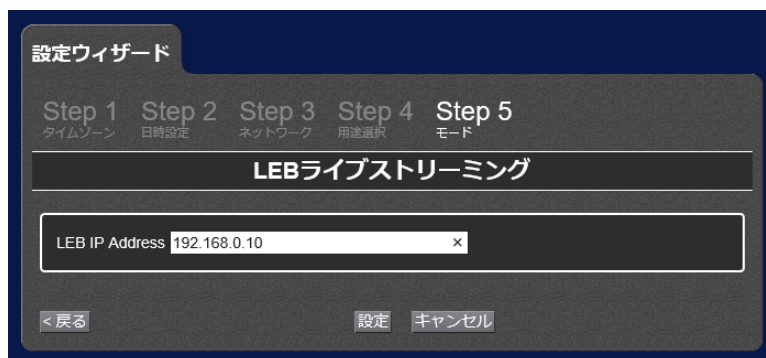 設定ウィザード
Step 1 Step 2 Step 3 Step 4 Step 5
タイムゾーン 日時設定 ネットワーク 用途選択 モード
LEBライブストリーミング
LEB IP Address 192.168.0.10 ×
< 戻る 設定 キャンセル